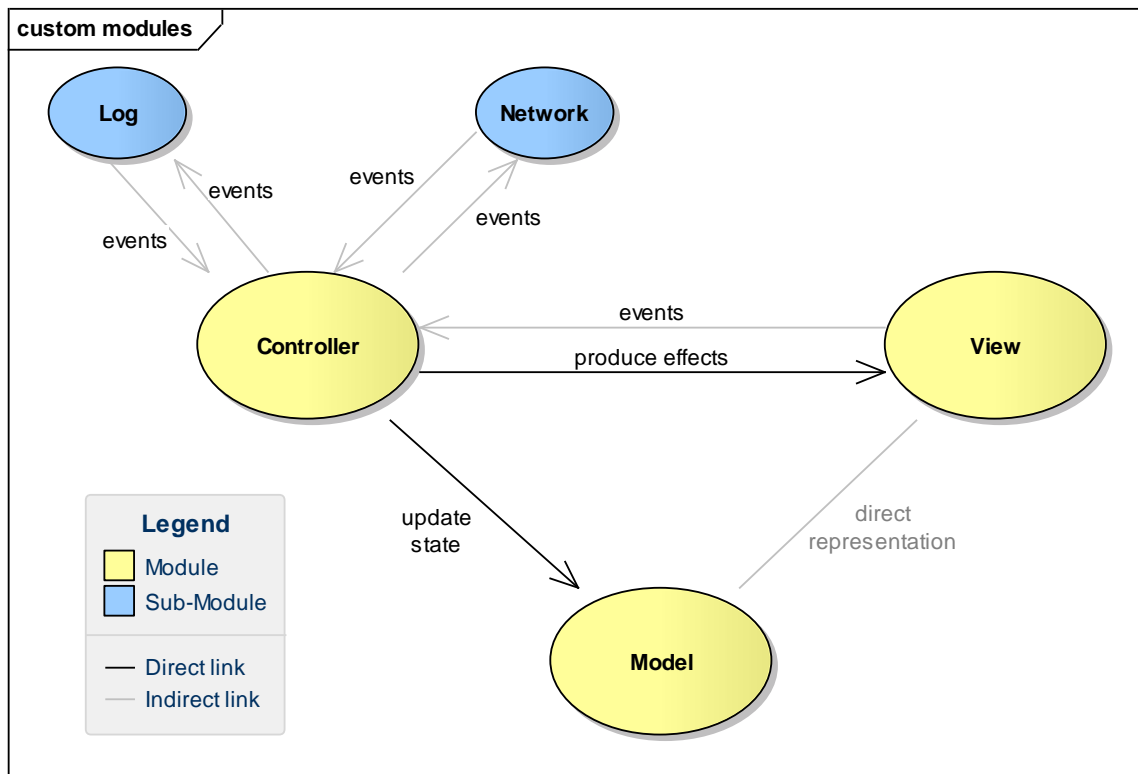 custom modules
Log
Network
events
events
events
events
Controller
events
View
produce effects
update
state
direct
representation
Model
Legend
Module
Sub-Module
Direct link
Indirect link